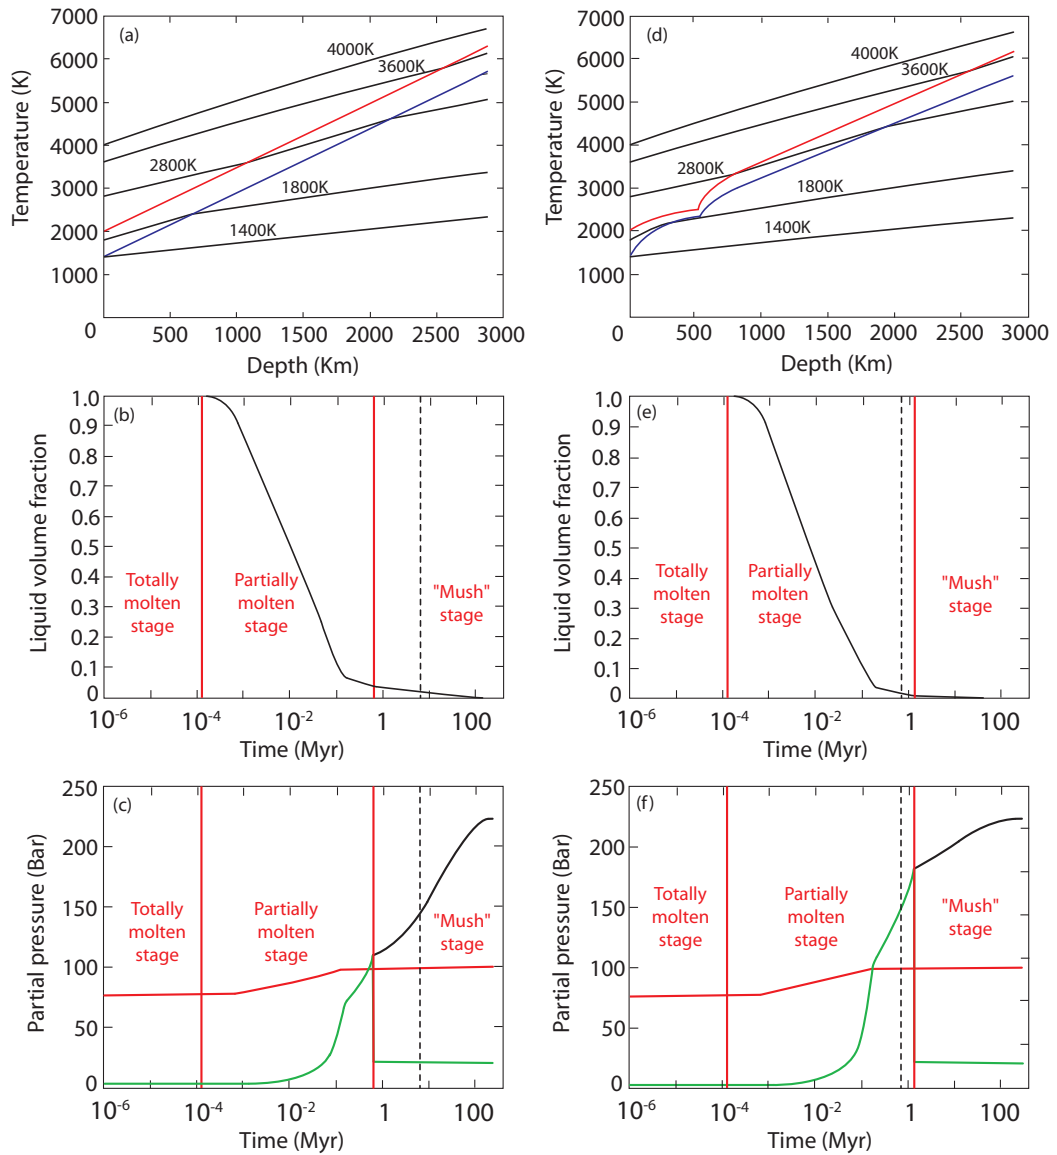 (a)
7000
6000
5000
4000
3000
2000
1000
0
Temperature (K)
4000K
3600K
2800K
1800K
1400K
0 500 1000 1500 2000 2500 3000
Depth (Km)
(d)
7000
6000
5000
4000
3000
2000
1000
0
Temperature (K)
4000K
3600K
2800K
1800K
1400K
0 500 1000 1500 2000 2500 3000
Depth (Km)
(b)
1.0
0.9
0.8
0.7
0.6
0.5
0.4
0.3
0.2
0.1
0
Liquid volume fraction
Totally
molten
stage
Partially
molten
stage
"Mush"
stage
10-6 10-4 10-2 1 100
Time (Myr)
(e)
1.0
0.9
0.8
0.7
0.6
0.5
0.4
0.3
0.2
0.1
0
Liquid volume fraction
Totally
molten
stage
Partially
molten
stage
"Mush"
stage
10-6 10-4 10-2 1 100
Time (Myr)
(c)
250
200
150
100
50
0
Partial pressure (Bar)
Totally
molten
stage
Partially
molten
stage
"Mush"
stage
10-6 10-4 10-2 1 100
Time (Myr)
(f)
250
200
150
100
50
0
Partial pressure (Bar)
Totally
molten
stage
Partially
molten
stage
"Mush"
stage
10-6 10-4 10-2 1 100
Time (Myr)